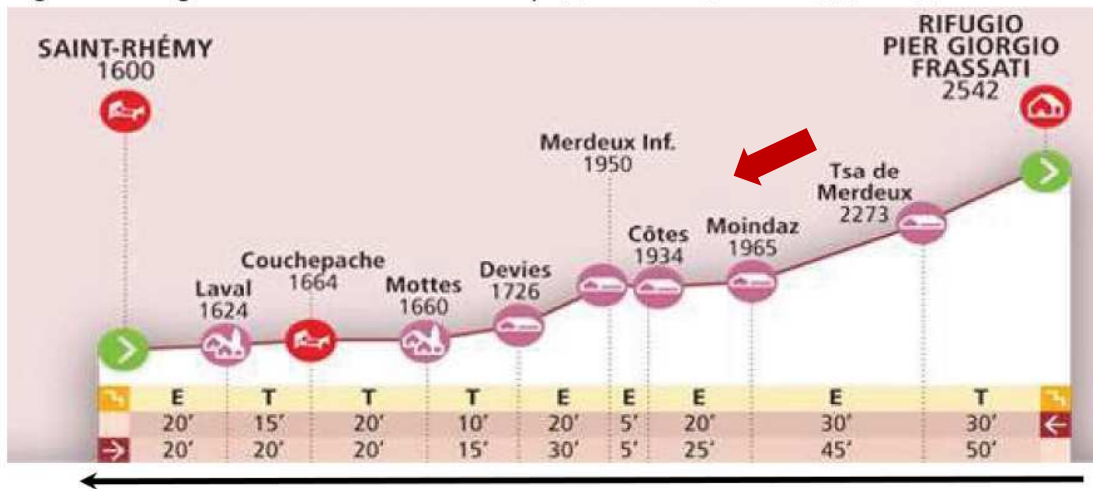 SAINT-RHÉMY
1600
RIFUGIO
PIER GIORGIO
FRASSATI
2542
Merdeux Inf.
1950
Tsa de
Merdeux
2273
Côtes
1934
Moindaz
1965
Couchepache
1664
Devies
1726
Laval
1624
Mottes
1660
E T T T E E E E T
20' 15' 20' 10' 20' 5' 20' 30' 30'
20' 20' 20' 15' 30' 5' 25' 45' 50'